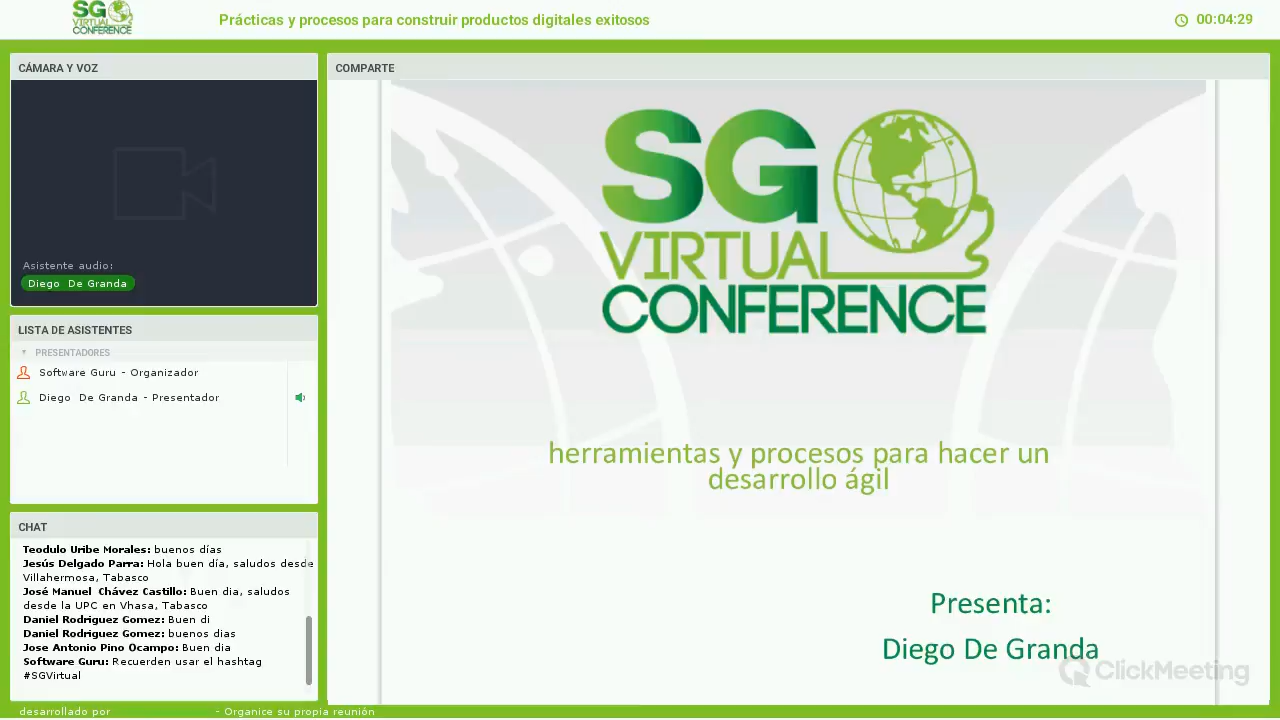 SG
VIRTUAL
CONFERENCE
Prácticas y procesos para construir productos digitales exitosos
00:04:29
CÁMARA Y VOZ
Asistente audio:
Diego De Granda
LISTA DE ASISTENTES
PRESENTADORES
Software Guru - Organizador
Diego De Granda - Presentador
CHAT
Teodulo Uribe Morales: buenos días
Jesús Delgado Parra: Hola buen día, saludos desde
Villahermosa, Tabasco
José Manuel Chávez Castillo: Buen dia, saludos
desde la UPC en Vhasa, Tabasco
Daniel Rodriguez Gomez: Buen di
Daniel Rodriguez Gomez: buenos dias
Jose Antonio Pino Ocampo: Buen dia
Software Guru: Recuerden usar el hashtag
#SGVirtual
COMPARTE
SG
VIRTUAL
CONFERENCE
herramientas y procesos para hacer un
desarrollo ágil
Presenta:
Diego De Granda
ClickMeeting
desarrollado por - Organice su propia reunión